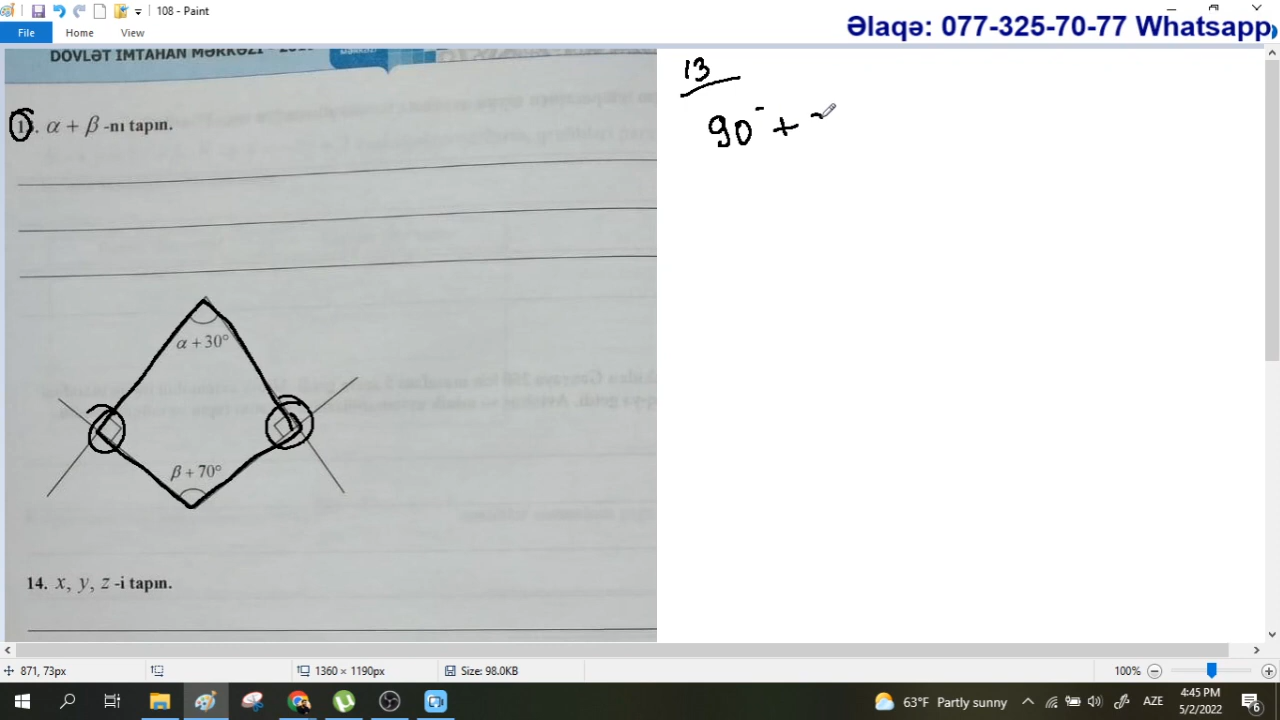 108 - Paint
Əlaqə: 077-325-70-77 Whatsapp
File Home View
DÖVLƏT İMTAHAN MƏRKƏZİ
13
13. α + β -nı tapın.
90 +
α + 30°
β + 70°
14. x, y, z -i tapın.
871, 73px 1360 × 1190px Size: 98.0KB 100%
63°F Partly sunny AZE 4:45 PM
5/2/2022 6